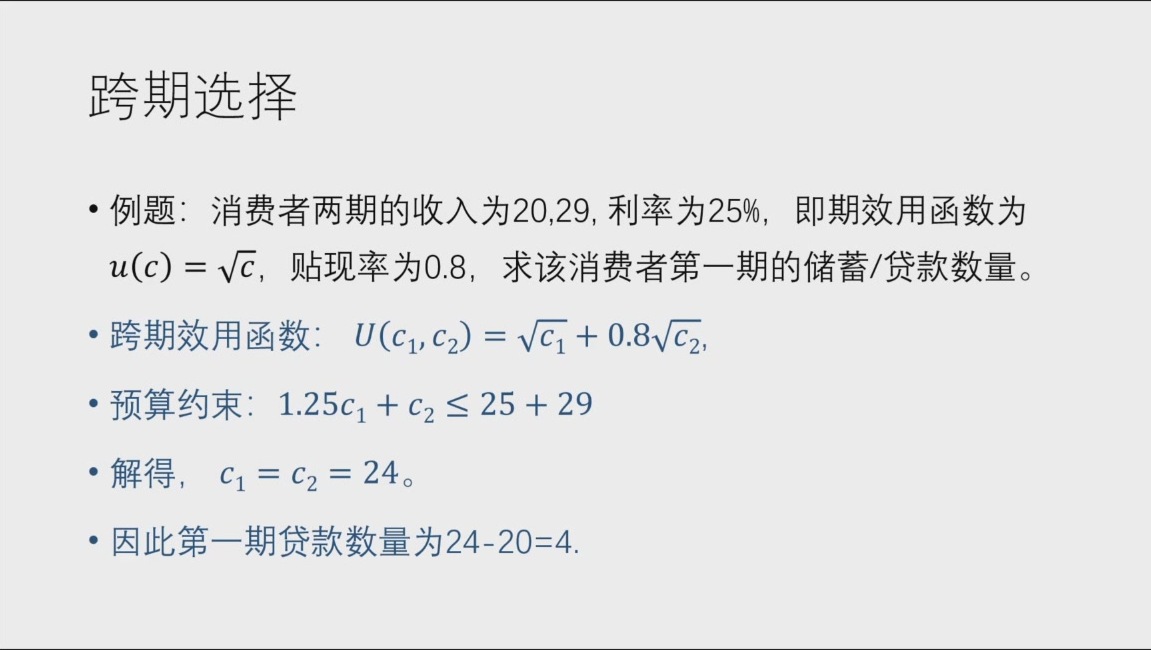 跨期选择
• 例题：消费者两期的收入为20,29, 利率为25%，即期效用函数为
u(c) = √c，贴现率为0.8，求该消费者第一期的储蓄/贷款数量。
• 跨期效用函数： U(c₁, c₂) = √c₁ + 0.8√c₂,
• 预算约束：1.25c₁ + c₂ ≤ 25 + 29
• 解得， c₁ = c₂ = 24。
• 因此第一期贷款数量为24-20=4.